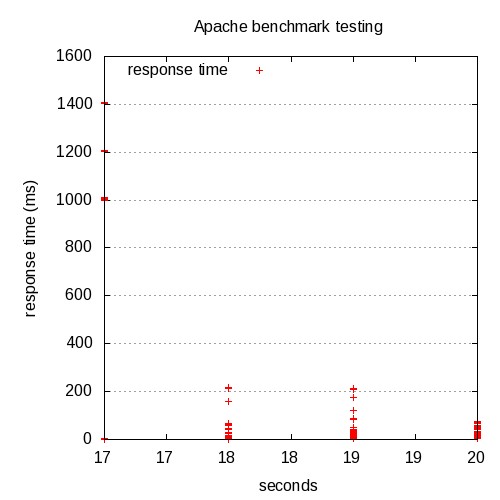 Apache benchmark testing
1600
response time
1400
1200
1000
800
600
400
200
0
response time (ms)
17 17 18 18 19 19 20
seconds